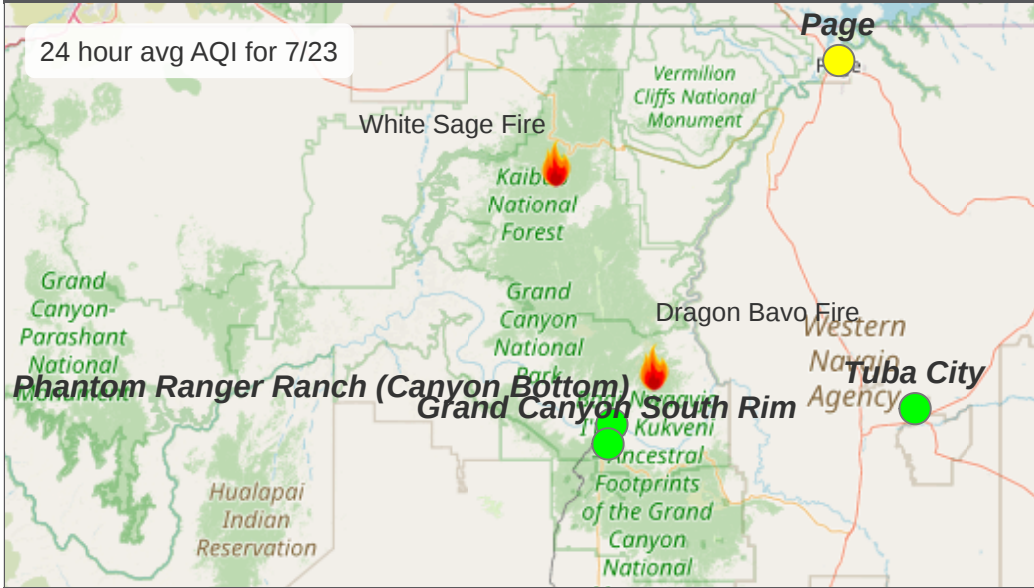 Page
24 hour avg AQI for 7/23
Vermilion
Cliffs National
Monument
White Sage Fire
National
Forest
Grand
Canyon-
Parashant
National
Grand
Canyon
National
Park
Dragon Bavo Fire
Western
Navajo
Agency
Tuba City
Phantom Ranger Ranch (Canyon Bottom)
Grand Canyon South Rim
Kukveni
Ancestral
Footprints
of the Grand
Canyon
National
Hualapai
Indian
Reservation